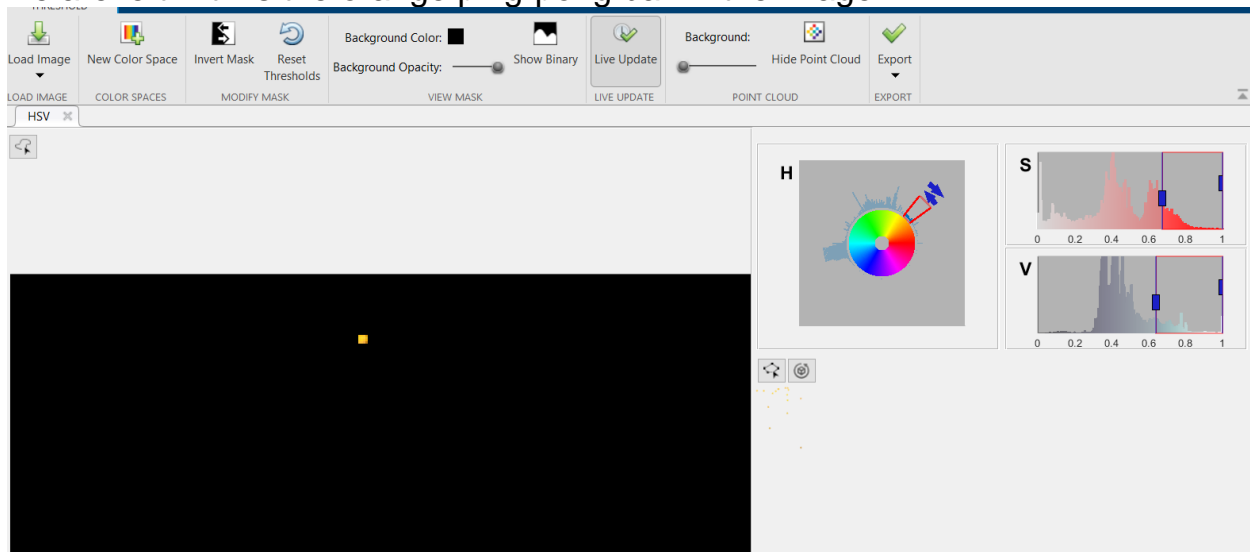 THRESHOLD
Load Image
New Color Space
Invert Mask
Reset
Thresholds
Background Color:
Background Opacity:
Show Binary
Live Update
Background:
Hide Point Cloud
Export
LOAD IMAGE
COLOR SPACES
MODIFY MASK
VIEW MASK
LIVE UPDATE
POINT CLOUD
EXPORT
HSV
H
S
0 0.2 0.4 0.6 0.8 1
V
0 0.2 0.4 0.6 0.8 1